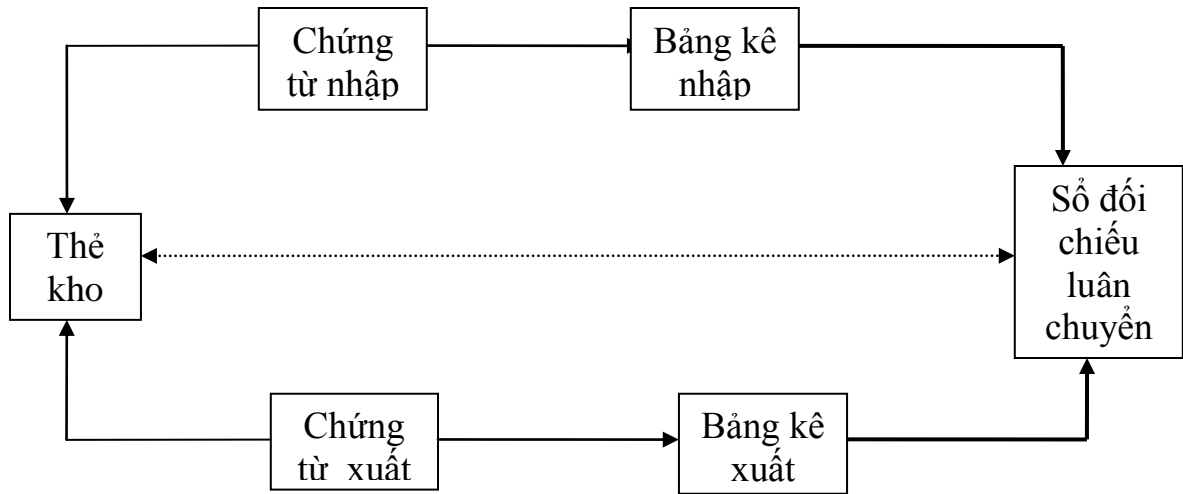 Chứng
từ nhập
Bảng kê
nhập
Thẻ
kho
Sổ đối
chiếu
luân
chuyển
Chứng
từ xuất
Bảng kê
xuất